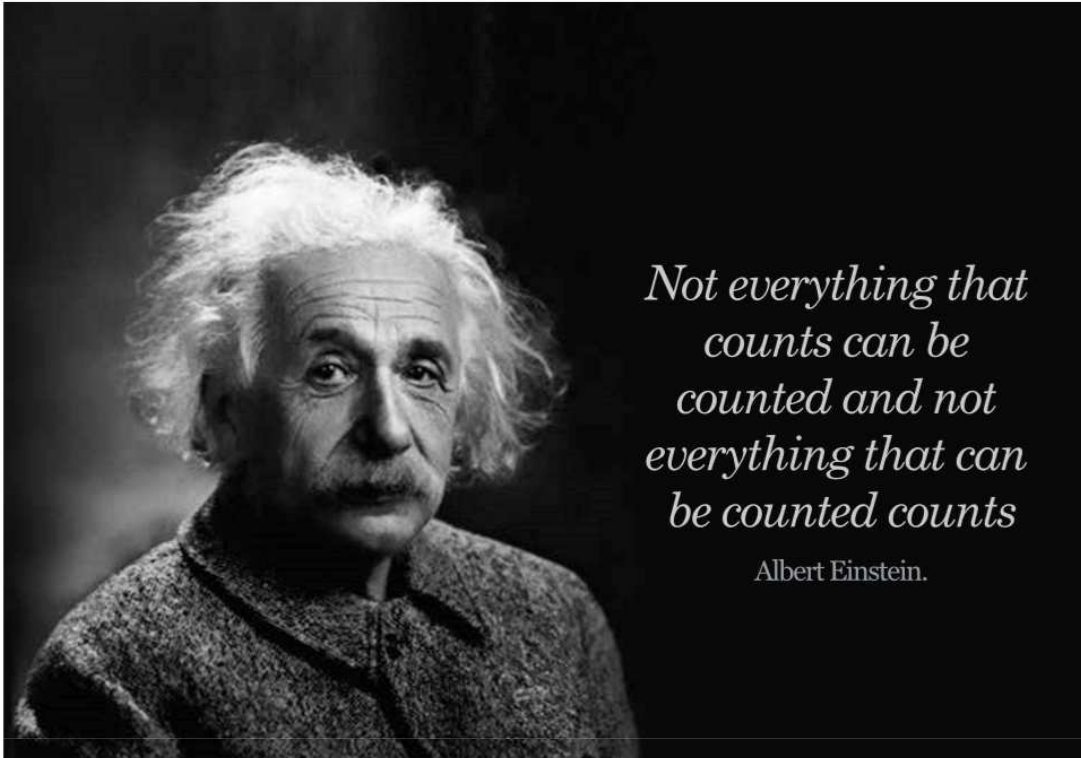 Not everything that
counts can be
counted and not
everything that can
be counted counts
Albert Einstein.